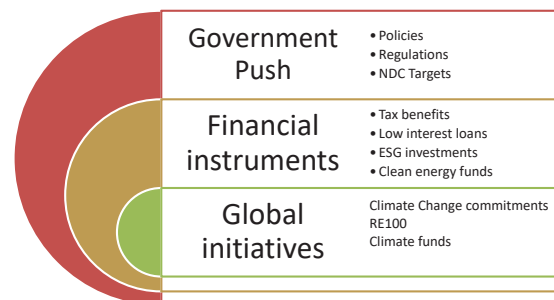 Government
Push
• Policies
• Regulations
• NDC Targets
Financial
instruments
• Tax benefits
• Low interest loans
• ESG investments
• Clean energy funds
Global
initiatives
Climate Change commitments
RE100
Climate funds